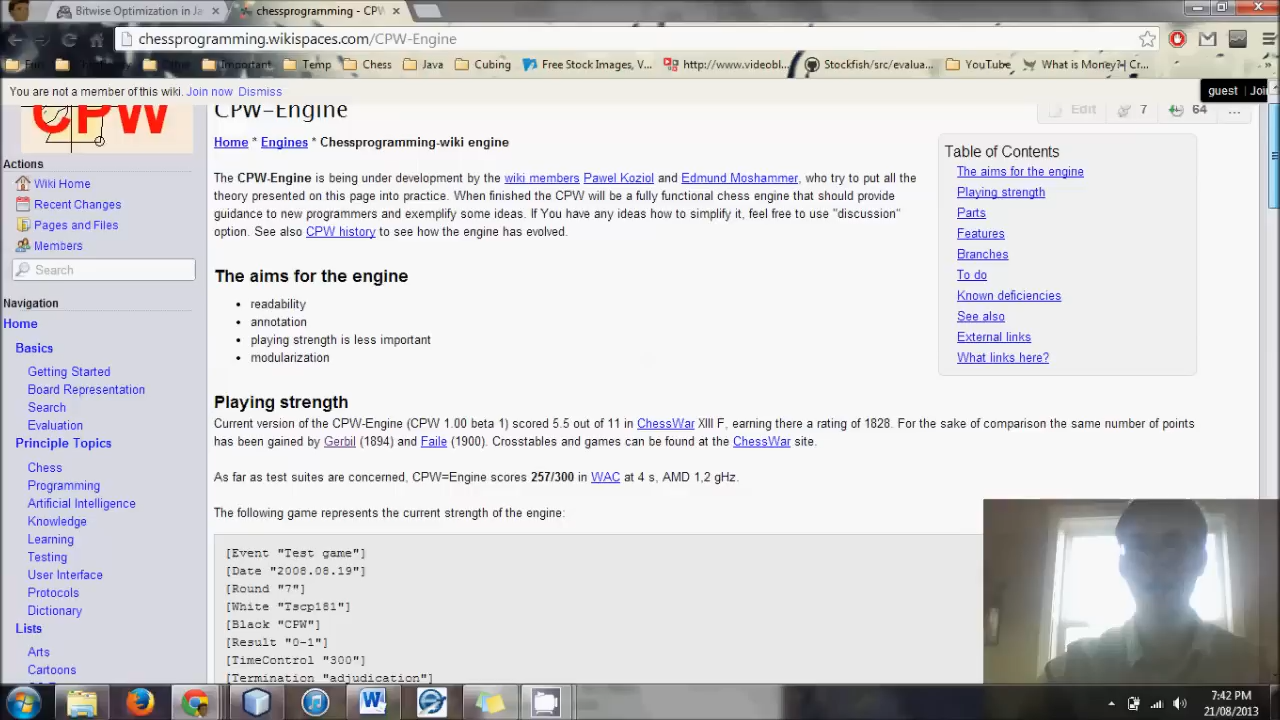 Bitwise Optimization in Ja
chessprogramming - CPW
chessprogramming.wikispaces.com/CPW-Engine
Important
Temp
Chess
Java
Cubing
Free Stock Images, V...
http://www.videobl...
Stockfish/src/evalua...
YouTube
What is Money?-Cr...
You are not a member of this wiki. Join now Dismiss
guest | Joi
CPW
CPW-Engine
Edit 7 64 ...
Home * Engines * Chessprogramming-wiki engine
The CPW-Engine is being under development by the wiki members Pawel Koziol and Edmund Moshammer, who try to put all the
theory presented on this page into practice. When finished the CPW will be a fully functional chess engine that should provide
guidance to new programmers and exemplify some ideas. If You have any ideas how to simplify it, feel free to use "discussion"
option. See also CPW history to see how the engine has evolved.
Table of Contents
The aims for the engine
Playing strength
Parts
Features
Branches
To do
Known deficiencies
See also
External links
What links here?
Actions
Wiki Home
Recent Changes
Pages and Files
Members
Search
Navigation
Home
Basics
Getting Started
Board Representation
Search
Evaluation
Principle Topics
Chess
Programming
Artificial Intelligence
Knowledge
Learning
Testing
User Interface
Protocols
Dictionary
Lists
Arts
Cartoons
The aims for the engine
• readability
• annotation
• playing strength is less important
• modularization
Playing strength
Current version of the CPW-Engine (CPW 1.00 beta 1) scored 5.5 out of 11 in ChessWar XIII F, earning there a rating of 1828. For the sake of comparison the same number of points
has been gained by Gerbil (1894) and Faile (1900). Crosstables and games can be found at the ChessWar site.
As far as test suites are concerned, CPW=Engine scores 257/300 in WAC at 4 s, AMD 1,2 gHz.
The following game represents the current strength of the engine:
[Event "Test game"]
[Date "2008.08.19"]
[Round "7"]
[White "Tscp181"]
[Black "CPW"]
[Result "0-1"]
[TimeControl "300"]
[Termination "adjudication"]
7:42 PM
21/08/2013